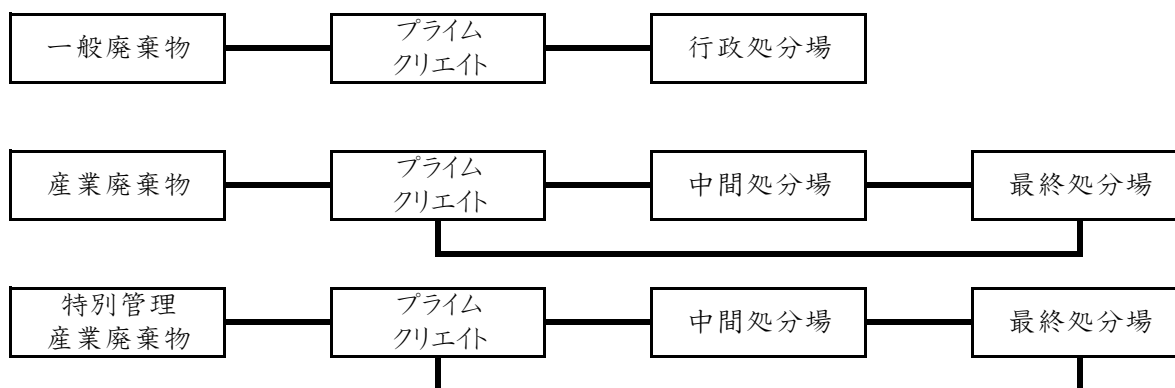 一般廃棄物
プライム
クリエイト
行政処分場
産業廃棄物
プライム
クリエイト
中間処分場
最終処分場
特別管理
産業廃棄物
プライム
クリエイト
中間処分場
最終処分場